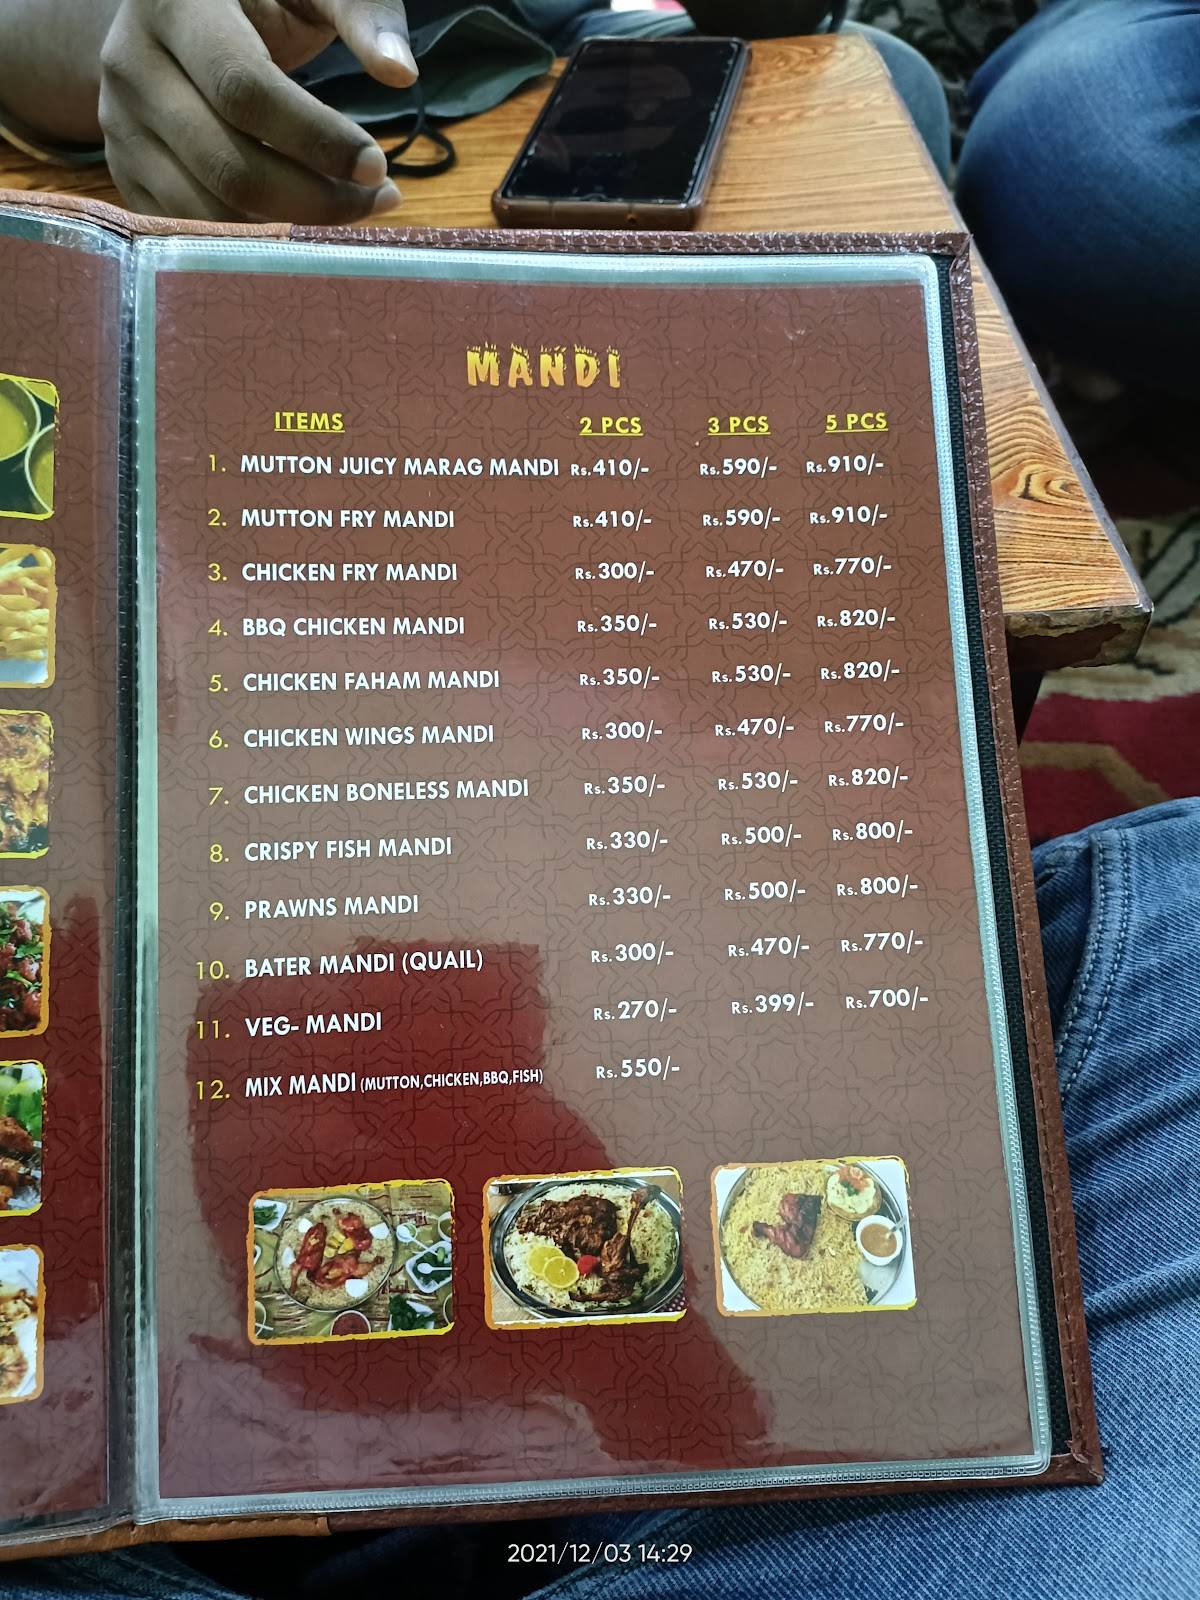 MANDI
ITEMS 2 PCS 3 PCS 5 PCS
1. MUTTON JUICY MARAG MANDI Rs.410/- Rs.590/- Rs.910/-
2. MUTTON FRY MANDI Rs.410/- Rs.590/- Rs.910/-
3. CHICKEN FRY MANDI Rs.300/- Rs.470/- Rs.770/-
4. BBQ CHICKEN MANDI Rs.350/- Rs.530/- Rs.820/-
5. CHICKEN FAHAM MANDI Rs.350/- Rs.530/- Rs.820/-
6. CHICKEN WINGS MANDI Rs.300/- Rs.470/- Rs.770/-
7. CHICKEN BONELESS MANDI Rs.350/- Rs.530/- Rs.820/-
8. CRISPY FISH MANDI Rs.330/- Rs.500/- Rs.800/-
9. PRAWNS MANDI Rs.330/- Rs.500/- Rs.800/-
10. BATER MANDI (QUAIL) Rs.300/- Rs.470/- Rs.770/-
11. VEG- MANDI Rs.270/- Rs.399/- Rs.700/-
12. MIX MANDI (MUTTON,CHICKEN,BBQ,FISH) Rs.550/-
2021/12/03 14:29